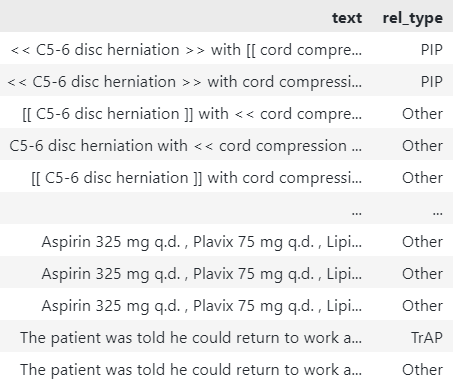 text rel_type
<< C5-6 disc herniation >> with [[ cord compre... PIP
<< C5-6 disc herniation >> with cord compressi... PIP
[[ C5-6 disc herniation ]] with << cord compre... Other
C5-6 disc herniation with << cord compression ... Other
[[ C5-6 disc herniation ]] with cord compressi... Other
... ...
Aspirin 325 mg q.d. , Plavix 75 mg q.d. , Lipi... Other
Aspirin 325 mg q.d. , Plavix 75 mg q.d. , Lipi... Other
Aspirin 325 mg q.d. , Plavix 75 mg q.d. , Lipi... Other
The patient was told he could return to work a... TrAP
The patient was told he could return to work a... Other